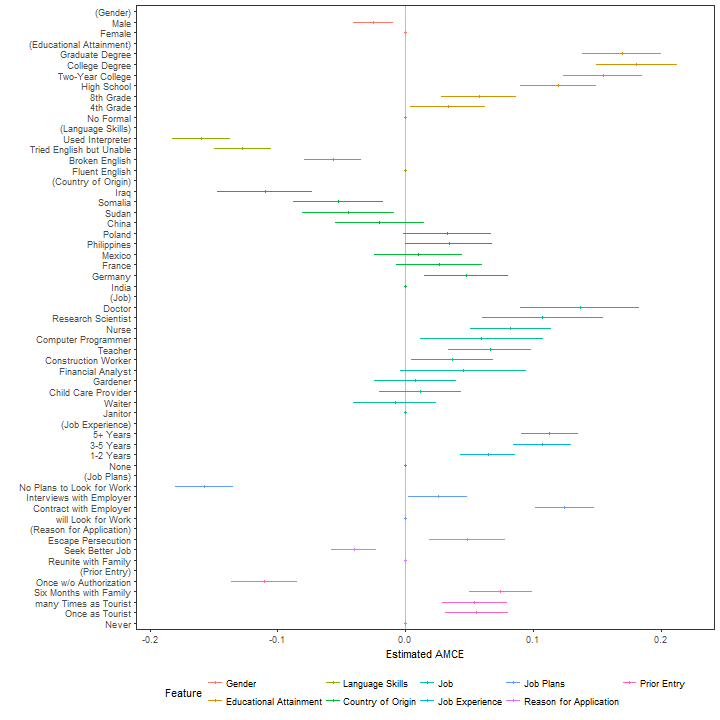 (Gender)
Male
Female
(Educational Attainment)
Graduate Degree
College Degree
Two-Year College
High School
8th Grade
4th Grade
No Formal
(Language Skills)
Used Interpreter
Tried English but Unable
Broken English
Fluent English
(Country of Origin)
Iraq
Somalia
Sudan
China
Poland
Philippines
Mexico
France
Germany
India
(Job)
Doctor
Research Scientist
Nurse
Computer Programmer
Teacher
Construction Worker
Financial Analyst
Gardener
Child Care Provider
Waiter
Janitor
(Job Experience)
5+ Years
3-5 Years
1-2 Years
None
(Job Plans)
No Plans to Look for Work
Interviews with Employer
Contract with Employer
will Look for Work
(Reason for Application)
Escape Persecution
Seek Better Job
Reunite with Family
(Prior Entry)
Once w/o Authorization
Six Months with Family
many Times as Tourist
Once as Tourist
Never
-0.2 -0.1 0.0 0.1 0.2
Estimated AMCE
Feature
Gender Language Skills Job Job Plans Prior Entry
Educational Attainment Country of Origin Job Experience Reason for Application